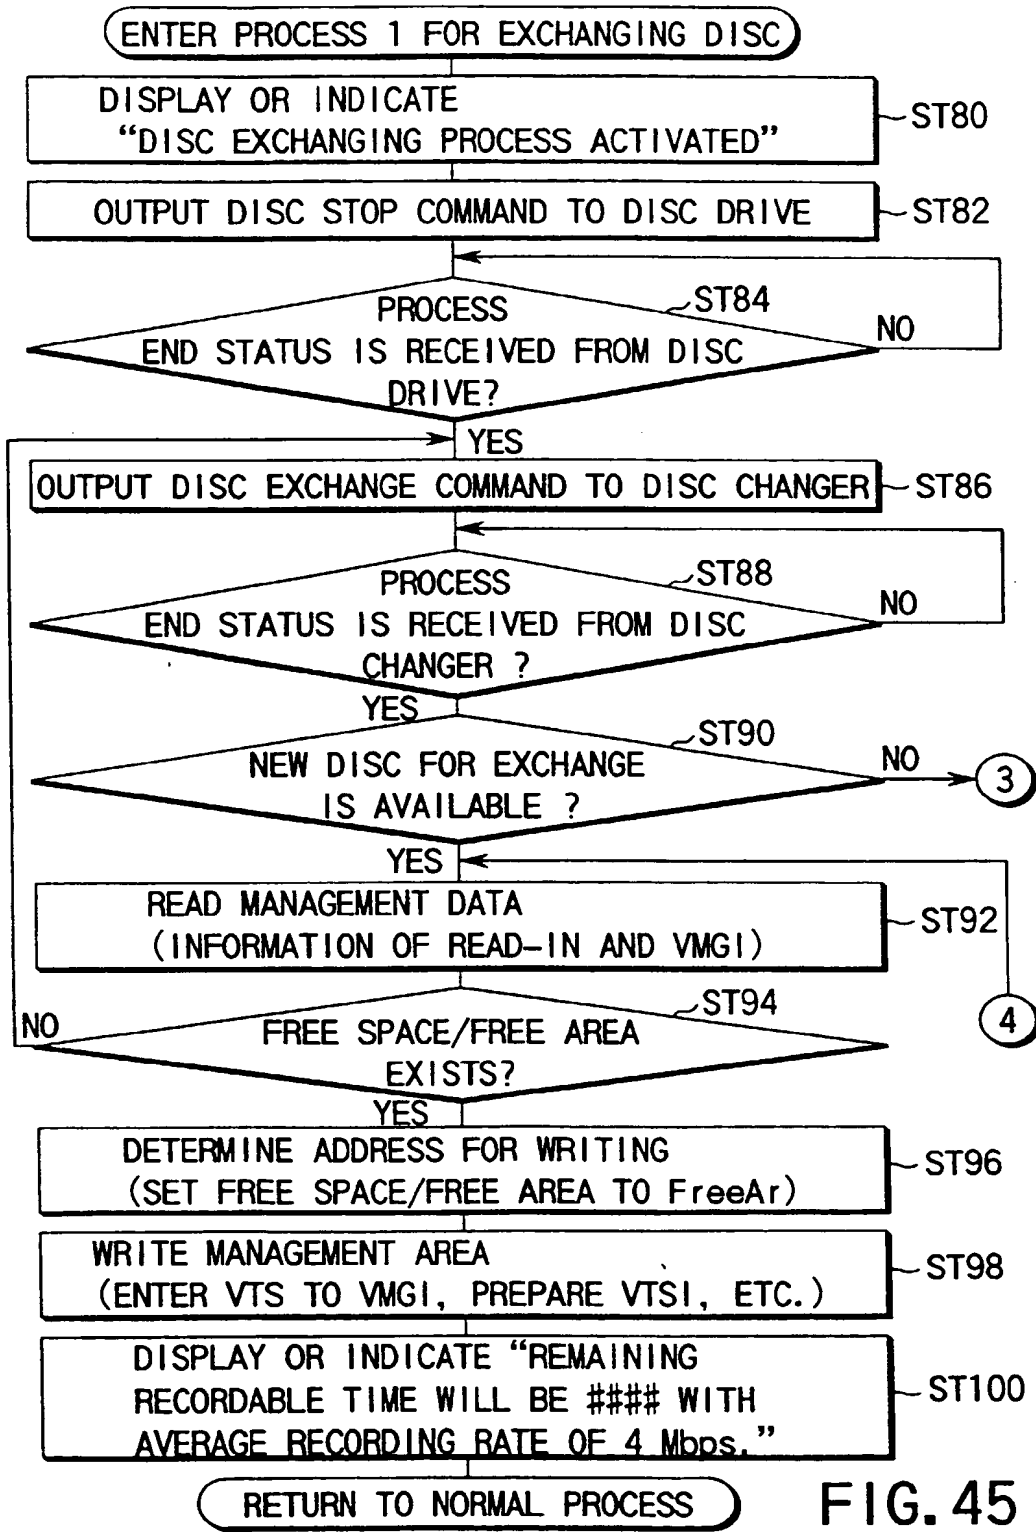 ENTER PROCESS 1 FOR EXCHANGING DISC
DISPLAY OR INDICATE
“DISC EXCHANGING PROCESS ACTIVATED”
ST80
OUTPUT DISC STOP COMMAND TO DISC DRIVE
ST82
ST84
PROCESS
END STATUS IS RECEIVED FROM DISC
DRIVE?
NO
YES
OUTPUT DISC EXCHANGE COMMAND TO DISC CHANGER
ST86
ST88
PROCESS
END STATUS IS RECEIVED FROM DISC
CHANGER ?
NO
YES
ST90
NEW DISC FOR EXCHANGE
IS AVAILABLE ?
NO
3
YES
READ MANAGEMENT DATA
(INFORMATION OF READ-IN AND VMGI)
ST92
ST94
4
NO
FREE SPACE/FREE AREA
EXISTS?
YES
DETERMINE ADDRESS FOR WRITING
(SET FREE SPACE/FREE AREA TO FreeAr)
ST96
WRITE MANAGEMENT AREA
(ENTER VTS TO VMGI, PREPARE VTSI, ETC.)
ST98
DISPLAY OR INDICATE “REMAINING
RECORDABLE TIME WILL BE #### WITH
AVERAGE RECORDING RATE OF 4 Mbps.”
ST100
RETURN TO NORMAL PROCESS
FIG. 45